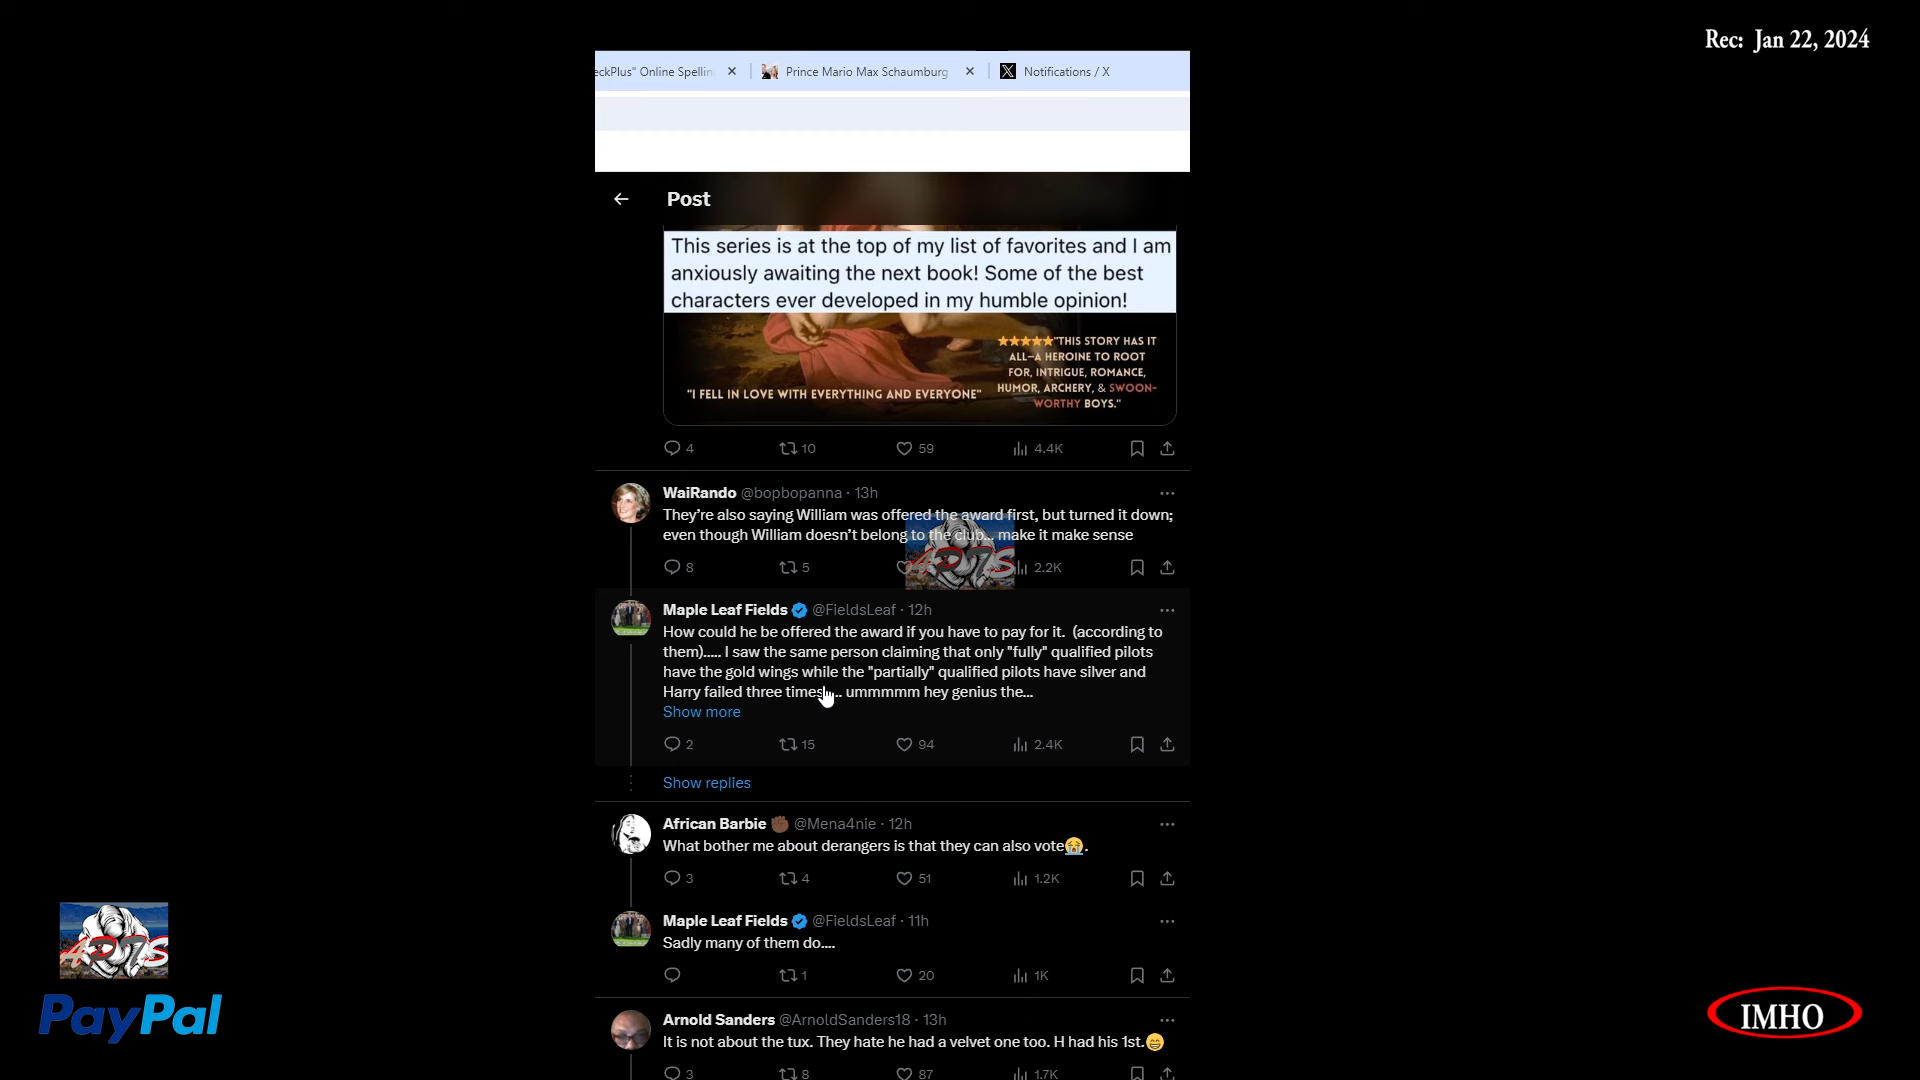 Rec: Jan 22, 2024
eckPlus" Online Spellin
Prince Mario Max Schaumburg
Notifications / X
Post
This series is at the top of my list of favorites and I am
anxiously awaiting the next book! Some of the best
characters ever developed in my humble opinion!
★★★★★"THIS STORY HAS IT
ALL—A HEROINE TO ROOT
FOR, INTRIGUE, ROMANCE,
HUMOR, ARCHERY, & SWOON-
WORTHY BOYS."
"I FELL IN LOVE WITH EVERYTHING AND EVERYONE"
4 10 59 4.4K
WaiRando @bopbopanna · 13h
They're also saying William was offered the award first, but turned it down;
even though William doesn't belong to the club... make it make sense
8 5 2.2K
Maple Leaf Fields @FieldsLeaf · 12h
How could he be offered the award if you have to pay for it. (according to
them)..... I saw the same person claiming that only "fully" qualified pilots
have the gold wings while the "partially" qualified pilots have silver and
Harry failed three times... ummmmm hey genius the...
Show more
2 15 94 2.4K
Show replies
African Barbie ✊🏾 @Mena4nie · 12h
What bother me about derangers is that they can also vote😭.
3 4 51 1.2K
Maple Leaf Fields @FieldsLeaf · 11h
Sadly many of them do....
1 20 1K
Arnold Sanders @ArnoldSanders18 · 13h
It is not about the tux. They hate he had a velvet one too. H had his 1st.😁
3 8 87 1.7K
PayPal
IMHO